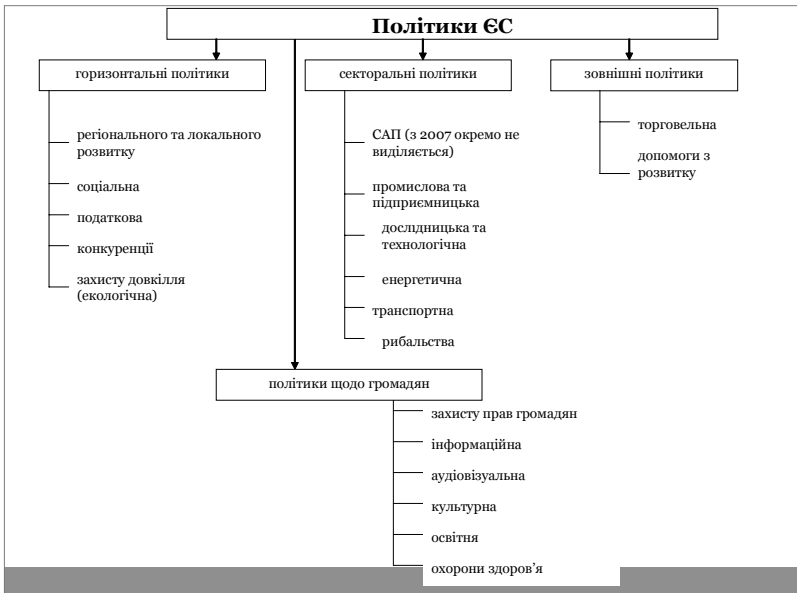 Політики ЄС
горизонтальні політики
регіонального та локального
розвитку
соціальна
податкова
конкуренції
захисту довкілля
(екологічна)
секторальні політики
САП (з 2007 окремо не
виділяється)
промислова та
підприємницька
дослідницька та
технологічна
енергетична
транспортна
рибальства
зовнішні політики
торговельна
допомоги з
розвитку
політики щодо громадян
захисту прав громадян
інформаційна
аудіовізуальна
культурна
освітня
охорони здоров’я